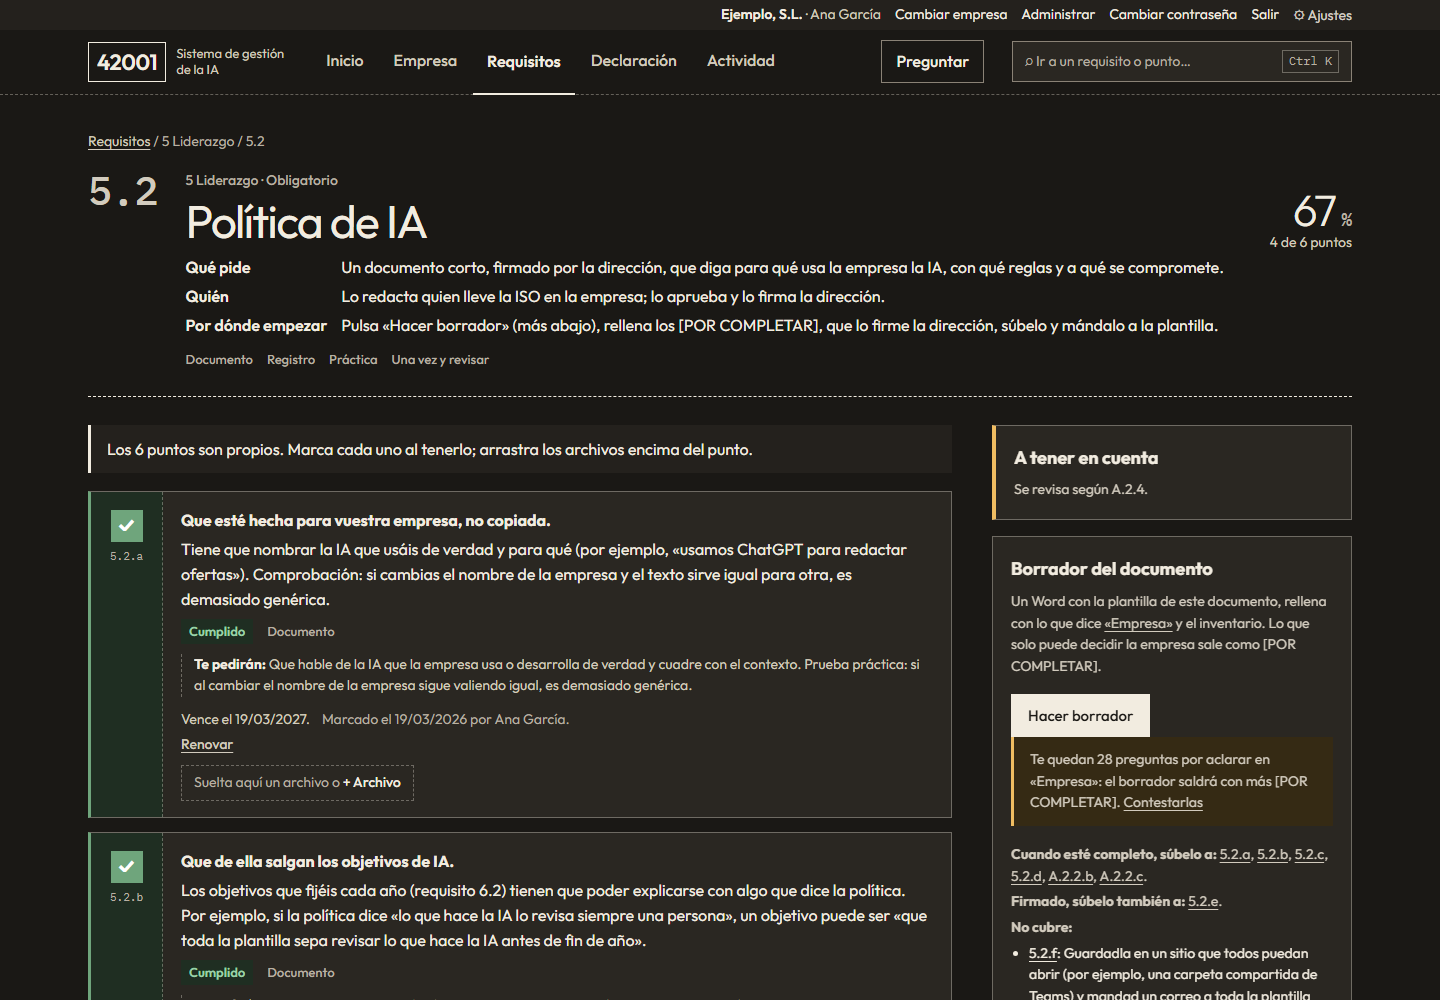 Ejemplo, S.L. · Ana García Cambiar empresa Administrar Cambiar contraseña Salir ⚙ Ajustes
42001 Sistema de gestión de la IA
Inicio Empresa Requisitos Declaración Actividad Preguntar
Ir a un requisito o punto... Ctrl K
Requisitos / 5 Liderazgo / 5.2
5.2
5 Liderazgo · Obligatorio
Política de IA
67 %
4 de 6 puntos
Qué pide Un documento corto, firmado por la dirección, que diga para qué usa la empresa la IA, con qué reglas y a qué se compromete.
Quién Lo redacta quien lleve la ISO en la empresa; lo aprueba y lo firma la dirección.
Por dónde empezar Pulsa «Hacer borrador» (más abajo), rellena los [POR COMPLETAR], que lo firme la dirección, súbelo y mándalo a la plantilla.
Documento Registro Práctica Una vez y revisar
Los 6 puntos son propios. Marca cada uno al tenerlo; arrastra los archivos encima del punto.
5.2.a
Que esté hecha para vuestra empresa, no copiada.
Tiene que nombrar la IA que usáis de verdad y para qué (por ejemplo, «usamos ChatGPT para redactar
ofertas»). Comprobación: si cambias el nombre de la empresa y el texto sirve igual para otra, es
demasiado genérica.
Cumplido Documento
Te pedirán: Que hable de la IA que la empresa usa o desarrolla de verdad y cuadre con el contexto. Prueba práctica: si
al cambiar el nombre de la empresa sigue valiendo igual, es demasiado genérica.
Vence el 19/03/2027. Marcado el 19/03/2026 por Ana García.
Renovar
Suelta aquí un archivo o + Archivo
5.2.b
Que de ella salgan los objetivos de IA.
Los objetivos que fijéis cada año (requisito 6.2) tienen que poder explicarse con algo que dice la política.
Por ejemplo, si la política dice «lo que hace la IA lo revisa siempre una persona», un objetivo puede ser «que
toda la plantilla sepa revisar lo que hace la IA antes de fin de año».
Cumplido Documento
A tener en cuenta
Se revisa según A.2.4.
Borrador del documento
Un Word con la plantilla de este documento, rellena
con lo que dice «Empresa» y el inventario. Lo que
solo puede decidir la empresa sale como [POR
COMPLETAR].
Hacer borrador
Te quedan 28 preguntas por aclarar en
«Empresa»: el borrador saldrá con más [POR
COMPLETAR]. Contestarlas
Cuando esté completo, súbelo a: 5.2.a, 5.2.b, 5.2.c,
5.2.d, A.2.2.b, A.2.2.c.
Firmado, súbelo también a: 5.2.e.
No cubre:
• 5.2.f: Guardadla en un sitio que todos puedan
abrir (por ejemplo, una carpeta compartida de
Teams) y mandad un correo a toda la plantilla